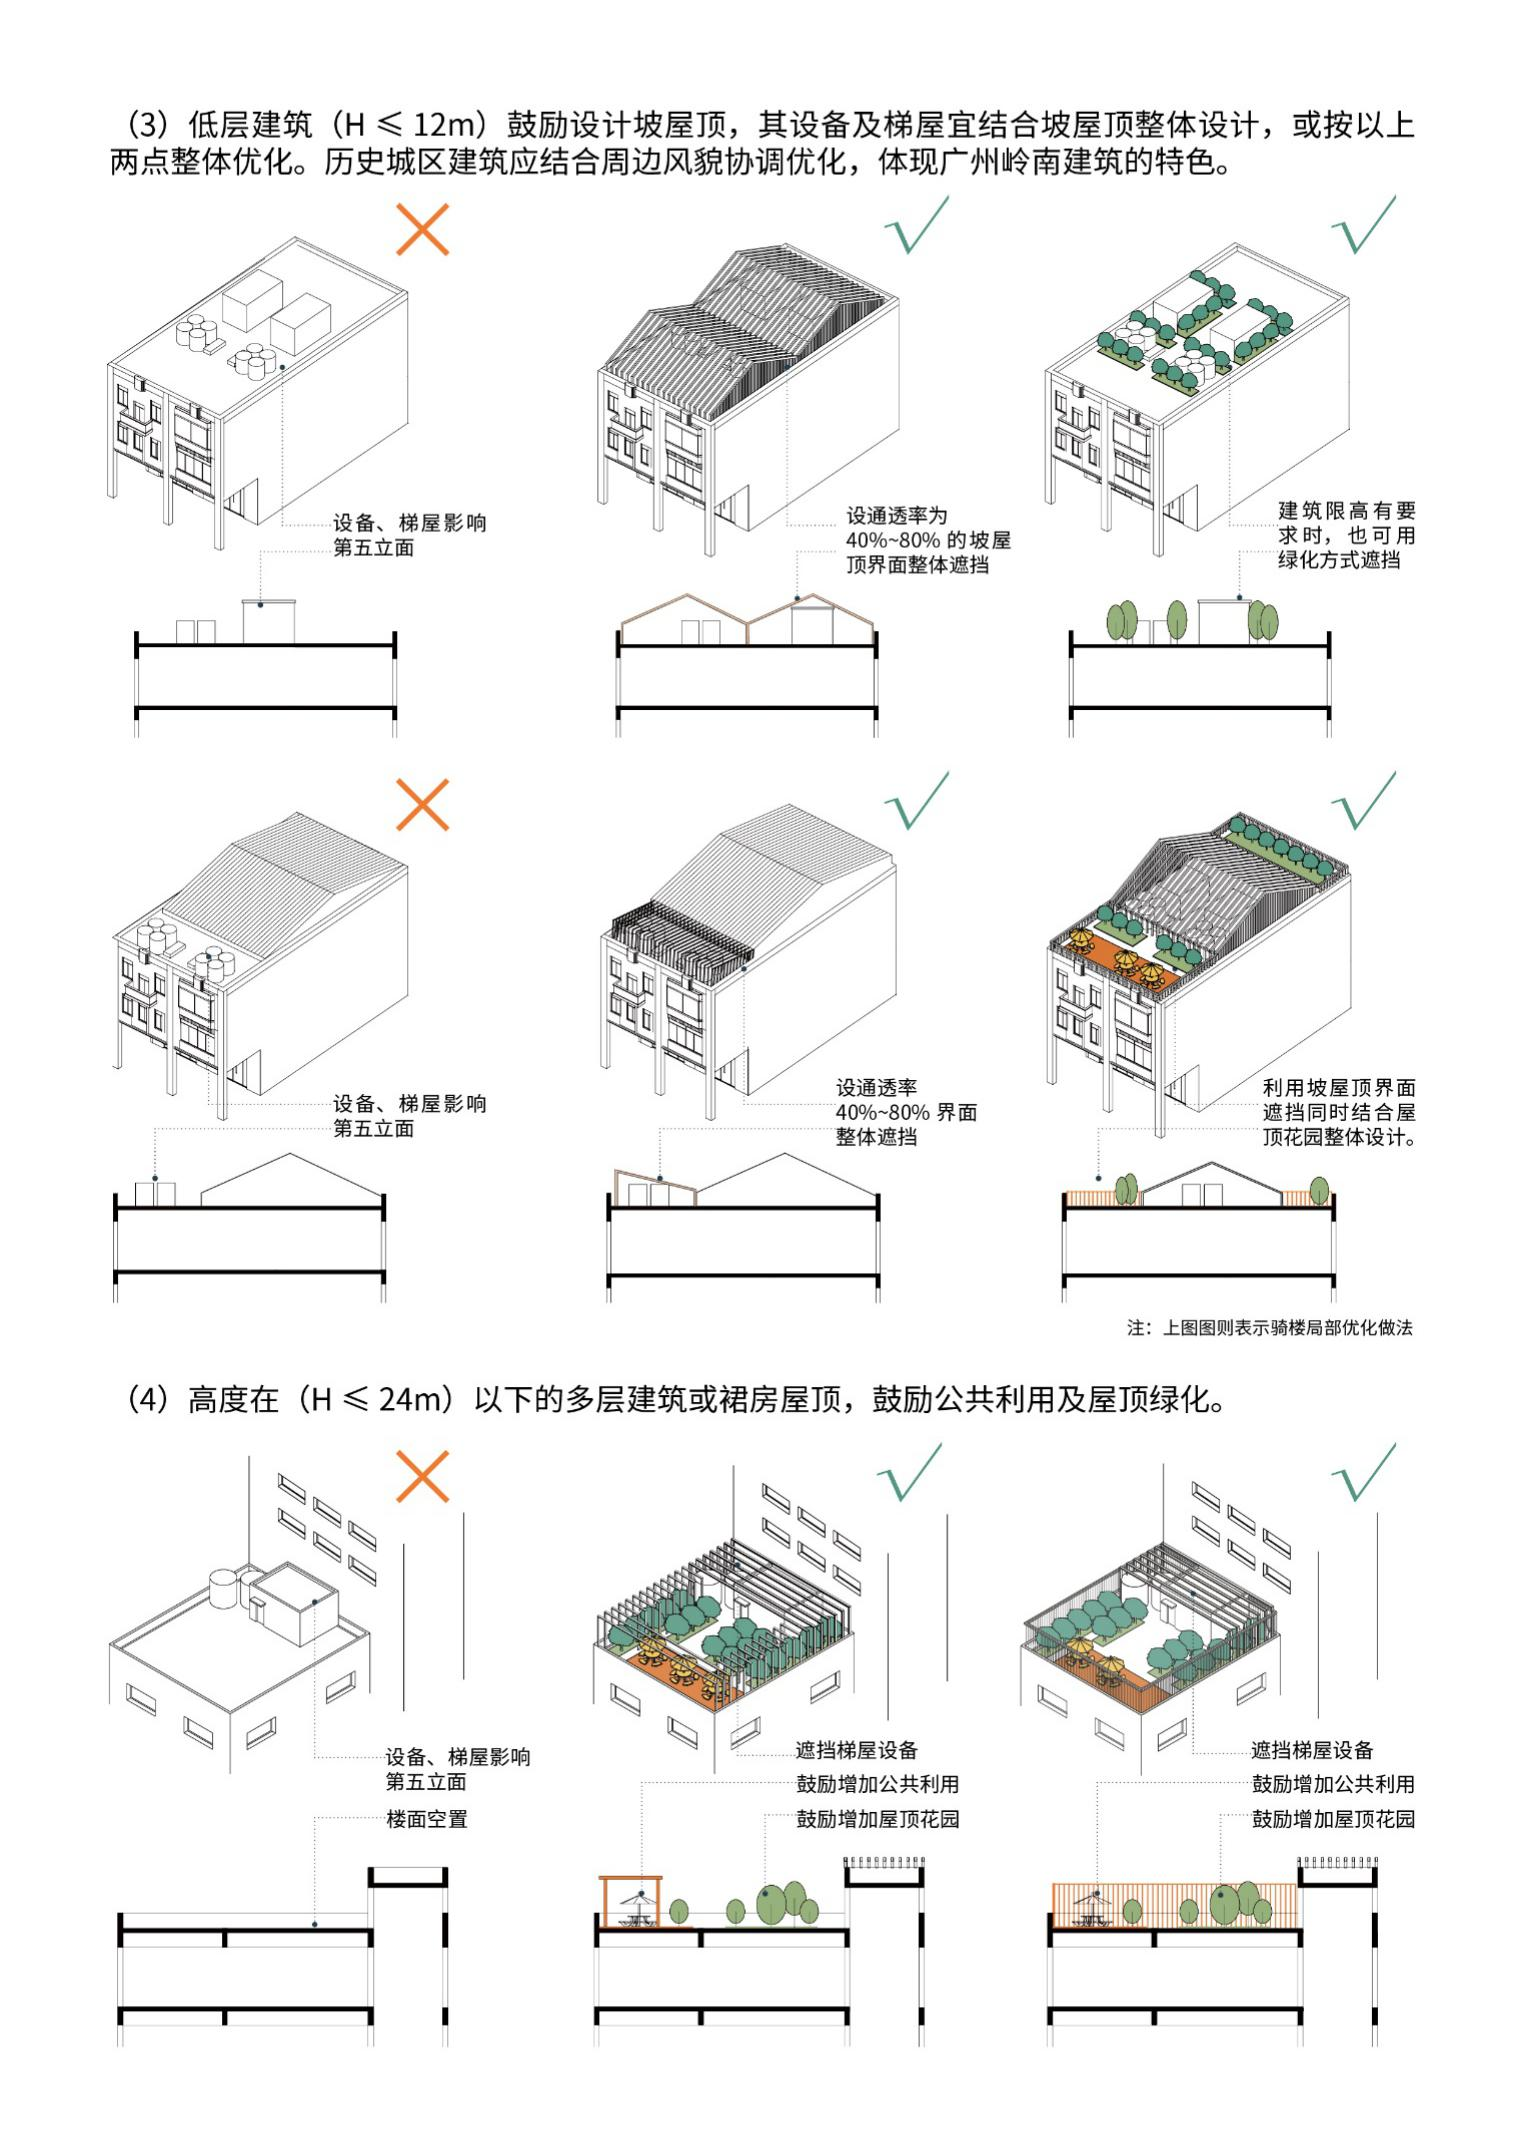 （3）低层建筑（H ≤ 12m）鼓励设计坡屋顶，其设备及梯屋宜结合坡屋顶整体设计，或按以上
两点整体优化。历史城区建筑应结合周边风貌协调优化，体现广州岭南建筑的特色。
设备、梯屋影响
第五立面
设通透率为
40%~80% 的坡屋
顶界面整体遮挡
建筑限高有要
求时，也可用
绿化方式遮挡
设备、梯屋影响
第五立面
设通透率
40%~80% 界面
整体遮挡
利用坡屋顶界面
遮挡同时结合屋
顶花园整体设计。
注：上图图则表示骑楼局部优化做法
（4）高度在（H ≤ 24m）以下的多层建筑或裙房屋顶，鼓励公共利用及屋顶绿化。
设备、梯屋影响
第五立面
楼面空置
遮挡梯屋设备
鼓励增加公共利用
鼓励增加屋顶花园
遮挡梯屋设备
鼓励增加公共利用
鼓励增加屋顶花园